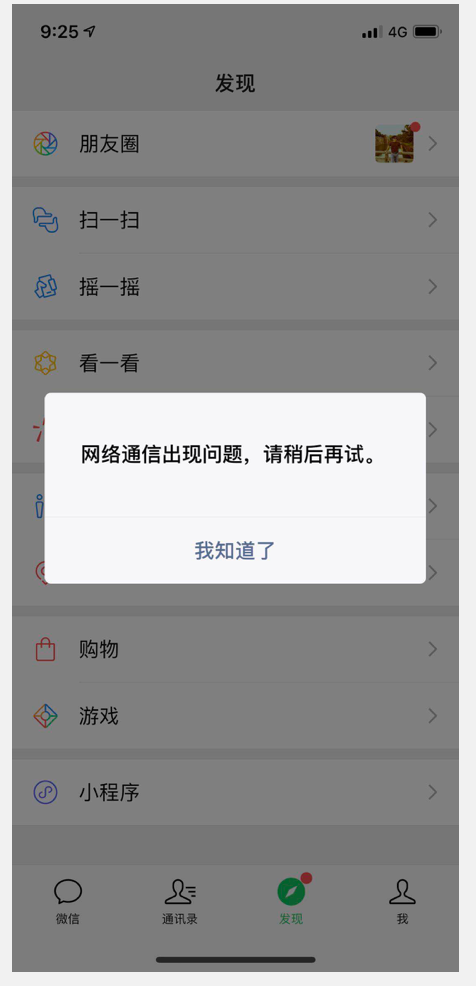 9:25
4G
发现
朋友圈
扫一扫
摇一摇
看一看
网络通信出现问题，请稍后再试。
我知道了
购物
游戏
小程序
微信
通讯录
发现
我